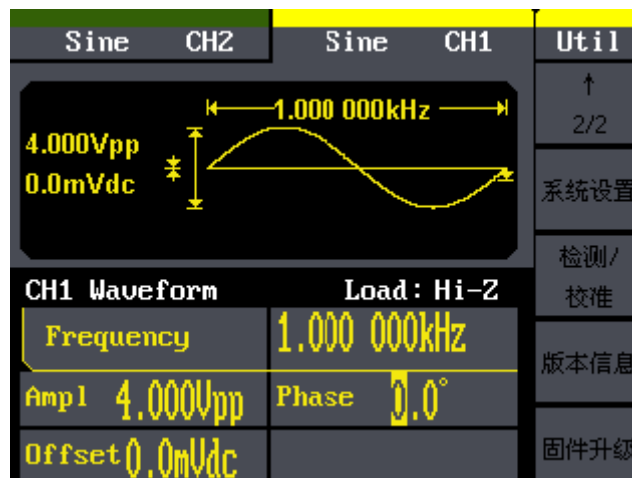 Sine CH2 Sine CH1 Util
↑
2/2
1.000 000kHz
4.000Vpp
0.0mVdc
系统设置
检测/
校准
CH1 Waveform Load: Hi-Z
Frequency 1.000 000kHz
版本信息
Ampl 4.000Vpp Phase 0.0°
Offset 0.0mVdc
固件升级